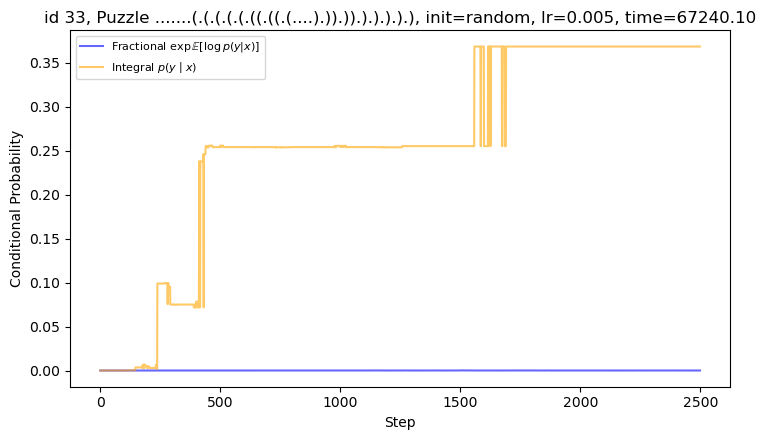 id 33, Puzzle .......(.(.(.(.(.((.((.(....).)).)).).).).).).), init=random, lr=0.005, time=67240.10
Fractional exp𝔼[log p(y|x)]
Integral p(y | x)
Conditional Probability
0.35
0.30
0.25
0.20
0.15
0.10
0.05
0.00
0
500
1000
1500
2000
2500
Step